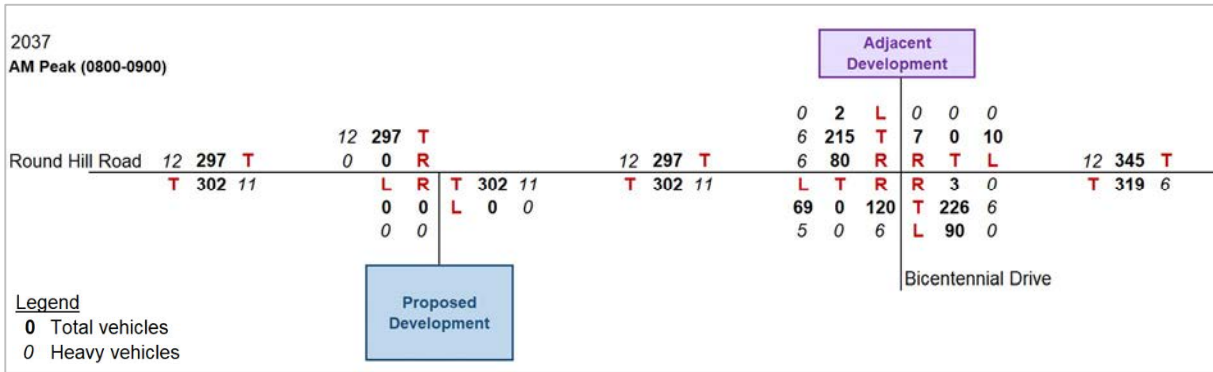 2037
AM Peak (0800-0900)
Adjacent
Development
0 2 L 0 0 0
12 297 T 6 215 T 7 0 10
Round Hill Road 12 297 T 0 0 R 12 297 T 6 80 R R T L 12 345 T
T 302 11 L R T 302 11 T 302 11 L T R R 3 0 T 319 6
0 0 L 0 0 69 0 120 T 226 6
0 0 5 0 6 L 90 0
Bicentennial Drive
Proposed
Development
Legend
0 Total vehicles
0 Heavy vehicles